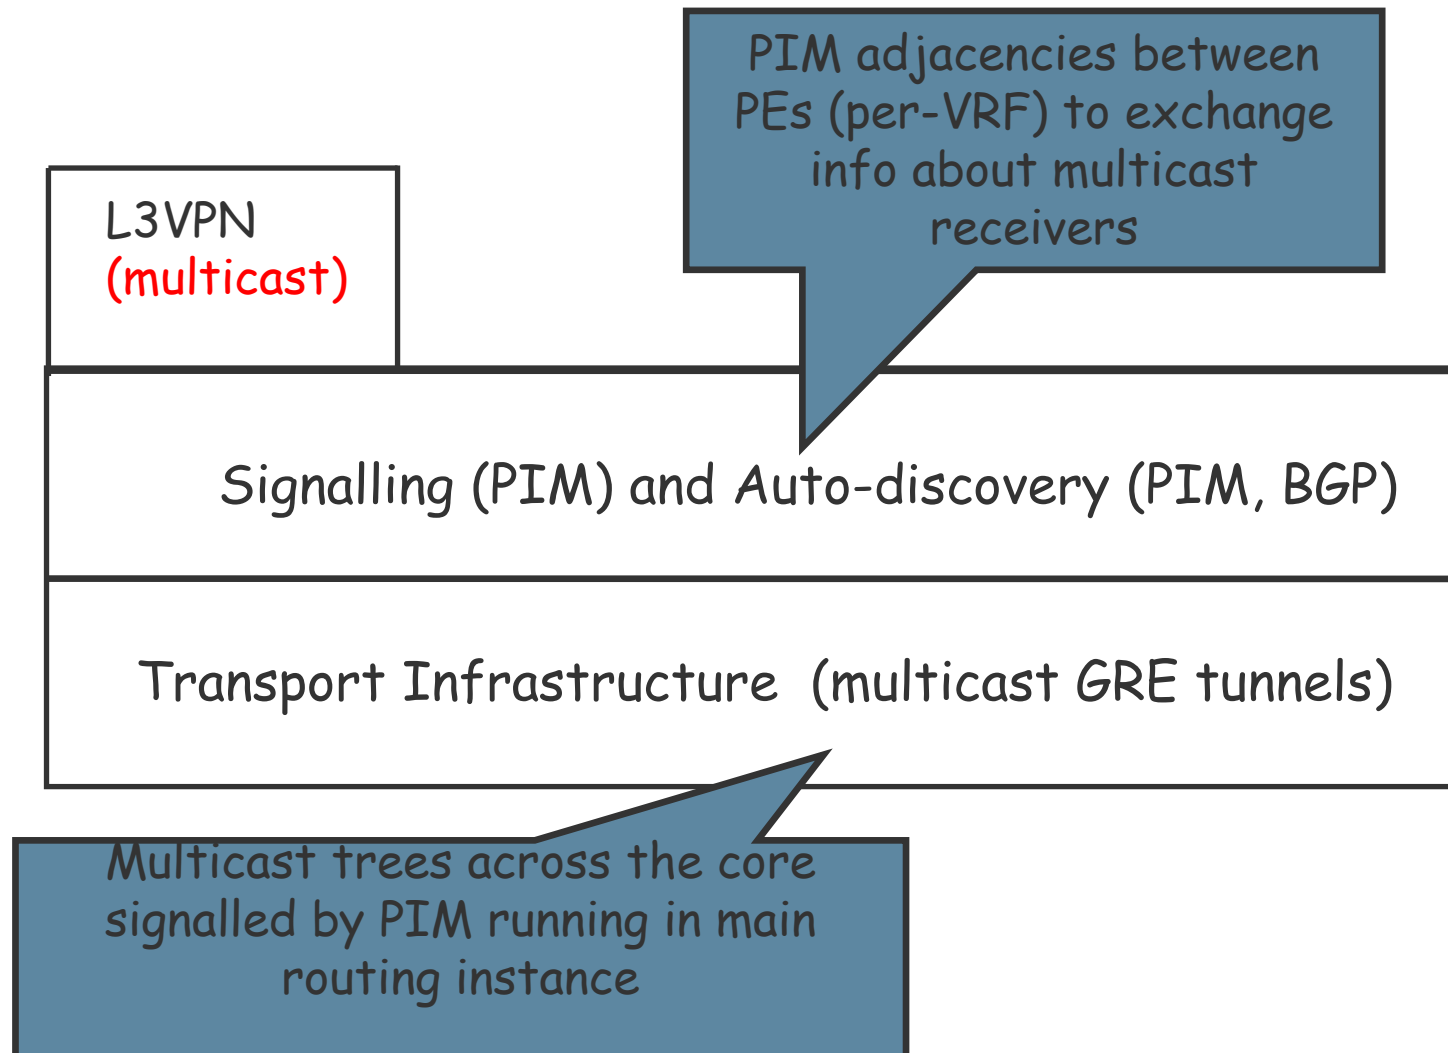 PIM adjacencies between
PEs (per-VRF) to exchange
info about multicast
receivers
L3VPN
(multicast)
Signalling (PIM) and Auto-discovery (PIM, BGP)
Transport Infrastructure (multicast GRE tunnels)
Multicast trees across the core
signalled by PIM running in main
routing instance